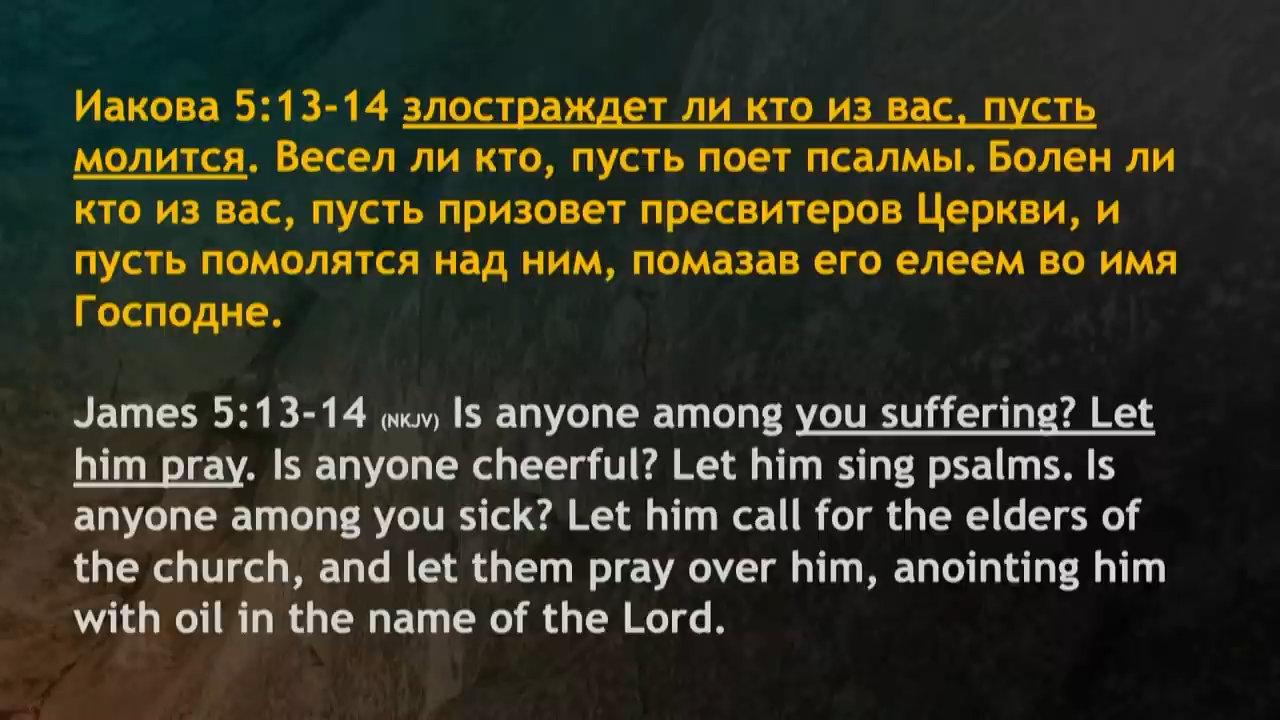 Иакова 5:13-14 злостраждет ли кто из вас, пусть
молится. Весел ли кто, пусть поет псалмы. Болен ли
кто из вас, пусть призовет пресвитеров Церкви, и
пусть помолятся над ним, помазав его елеем во имя
Господне.
James 5:13-14 (NKJV) Is anyone among you suffering? Let
him pray. Is anyone cheerful? Let him sing psalms. Is
anyone among you sick? Let him call for the elders of
the church, and let them pray over him, anointing him
with oil in the name of the Lord.